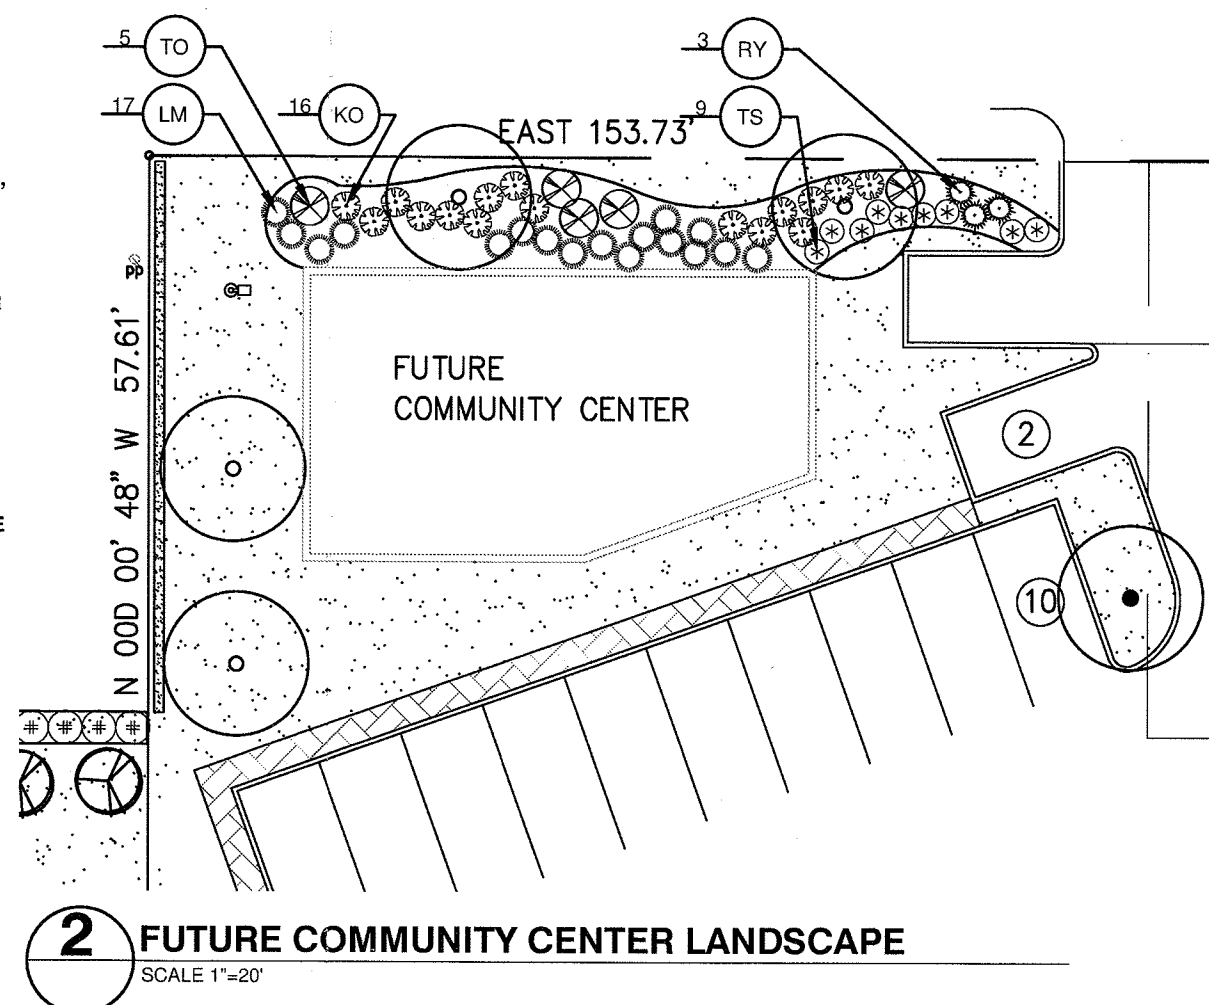 5 TO
3 RY
17 LM
16 KO
9 TS
EAST 153.73'
PP
N 00D 00' 48" W 57.61'
FUTURE
COMMUNITY CENTER
2
10
2
FUTURE COMMUNITY CENTER LANDSCAPE
SCALE 1"=20'